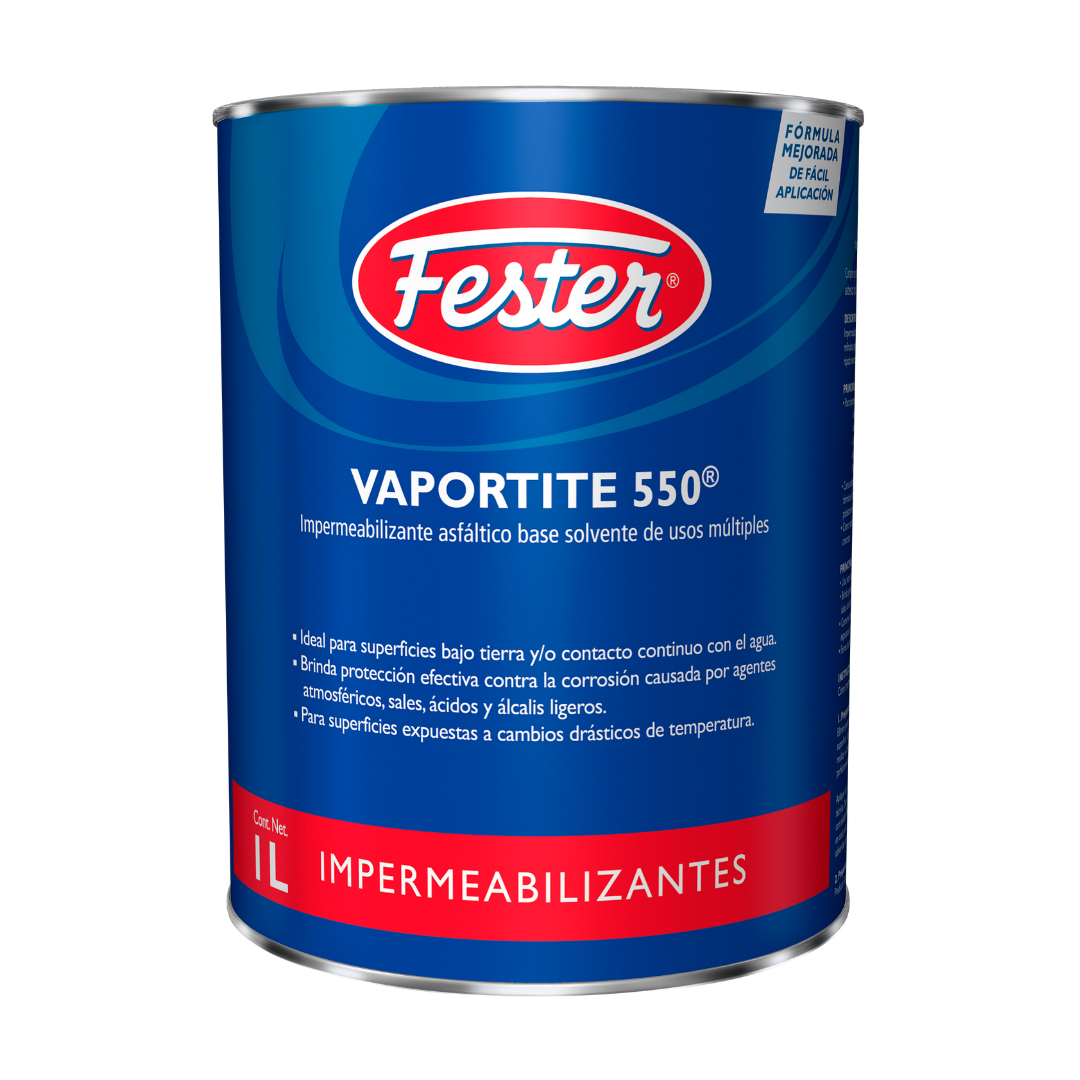 FÓRMULA
MEJORADA
DE FÁCIL
APLICACIÓN
Fester®
VAPORTITE 550®
Impermeabilizante asfáltico base solvente de usos múltiples
▪ Ideal para superficies bajo tierra y/o contacto continuo con el agua.
▪ Brinda protección efectiva contra la corrosión causada por agentes
atmosféricos, sales, ácidos y álcalis ligeros.
▪ Para superficies expuestas a cambios drásticos de temperatura.
Cont. Net.
1L
IMPERMEABILIZANTES